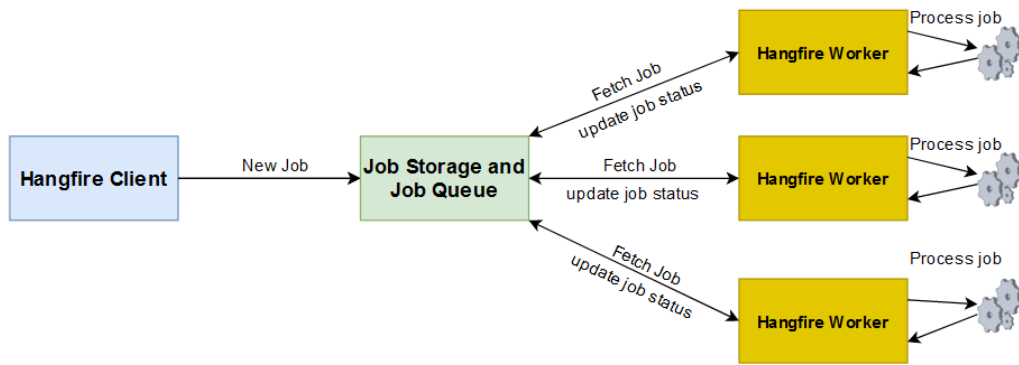 Process job
Hangfire Worker
Fetch Job
update job status
Hangfire Client
New Job
Job Storage and
Job Queue
Fetch Job
update job status
Hangfire Worker
Process job
Fetch Job
update job status
Process job
Hangfire Worker